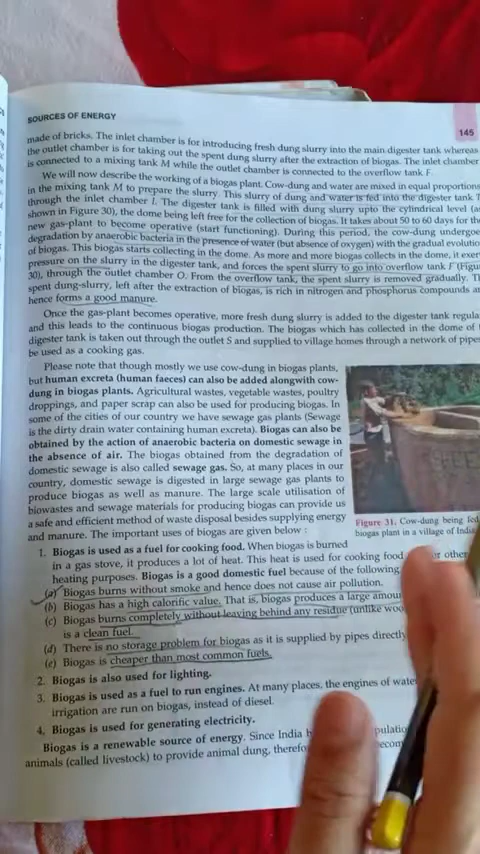 SOURCES OF ENERGY
145
made of bricks. The inlet chamber is for introducing fresh dung slurry into the main digester tank whereas
the outlet chamber is for taking out the spent dung slurry after the extraction of biogas. The inlet chamber
is connected to a mixing tank M while the outlet chamber is connected to the overflow tank F.
We will now describe the working of a biogas plant. Cow-dung and water are mixed in equal proportions
in the mixing tank M to prepare the slurry. This slurry of dung and water is fed into the digester tank T
through the inlet chamber I. The digester tank is filled with dung slurry upto the cylindrical level (as
shown in Figure 30), the dome being left free for the collection of biogas. It takes about 50 to 60 days for the
new gas-plant to become operative (start functioning). During this period, the cow-dung undergoes
degradation by anaerobic bacteria in the presence of water (but absence of oxygen) with the gradual
of biogas. This biogas starts collecting in the dome. As more and more biogas collects in the dome, it
pressure on the slurry in the digester tank, and forces the spent slurry to go into overflow tank F
30), through the outlet chamber O. From the overflow tank, the spent slurry is removed gradually.
spent dung-slurry, left after the extraction of biogas, is rich in nitrogen and phosphorus compounds
hence forms a good manure.
Once the gas-plant becomes operative, more fresh dung slurry is added to the digester tank
and this leads to the continuous biogas production. The biogas which has collected in the dome of
digester tank is taken out through the outlet S and supplied to village homes through a network of pipes
be used as a cooking gas.
Please note that though mostly we use cow-dung in biogas plants,
but human excreta (human faeces) can also be added alongwith cow-
dung in biogas plants. Agricultural wastes, vegetable wastes, poultry
droppings, and paper scrap can also be used for producing biogas. In
some of the cities of our country we have sewage gas plants (Sewage
is the dirty drain water containing human excreta). Biogas can also be
obtained by the action of anaerobic bacteria on domestic sewage in
the absence of air. The biogas obtained from the degradation of
domestic sewage is also called sewage gas. So, at many places in our
country, domestic sewage is digested in large sewage gas plants to
produce biogas as well as manure. The large scale utilisation of
biowastes and sewage materials for producing biogas can provide us
a safe and efficient method of waste disposal besides supplying energy
and manure. The important uses of biogas are given below :
Figure 31. Cow-dung being fed
biogas plant in a village of India
1. Biogas is used as a fuel for cooking food. When biogas is burned
in a gas stove, it produces a lot of heat. This heat is used for cooking food other
heating purposes. Biogas is a good domestic fuel because of the following
(a) Biogas burns without smoke and hence does not cause air pollution.
(b) Biogas has a high calorific value. That is, biogas produces a large
(c) Biogas burns completely without leaving behind any residue (unlike
is a clean fuel.
(d) There is no storage problem for biogas as it is supplied by pipes directly
(e) Biogas is cheaper than most common fuels.
2. Biogas is also used for lighting.
3. Biogas is used as a fuel to run engines. At many places, the engines of
irrigation are run on biogas, instead of diesel.
4. Biogas is used for generating electricity.
Biogas is a renewable source of energy. Since India
animals (called livestock) to provide animal dung,